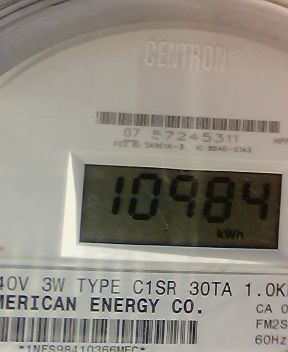 CENTRON®
07 57245311
10984
kWh
40V 3W TYPE C1SR 30TA 1.0K
MERICAN ENERGY CO.
CA 0
FM2S
60Hz